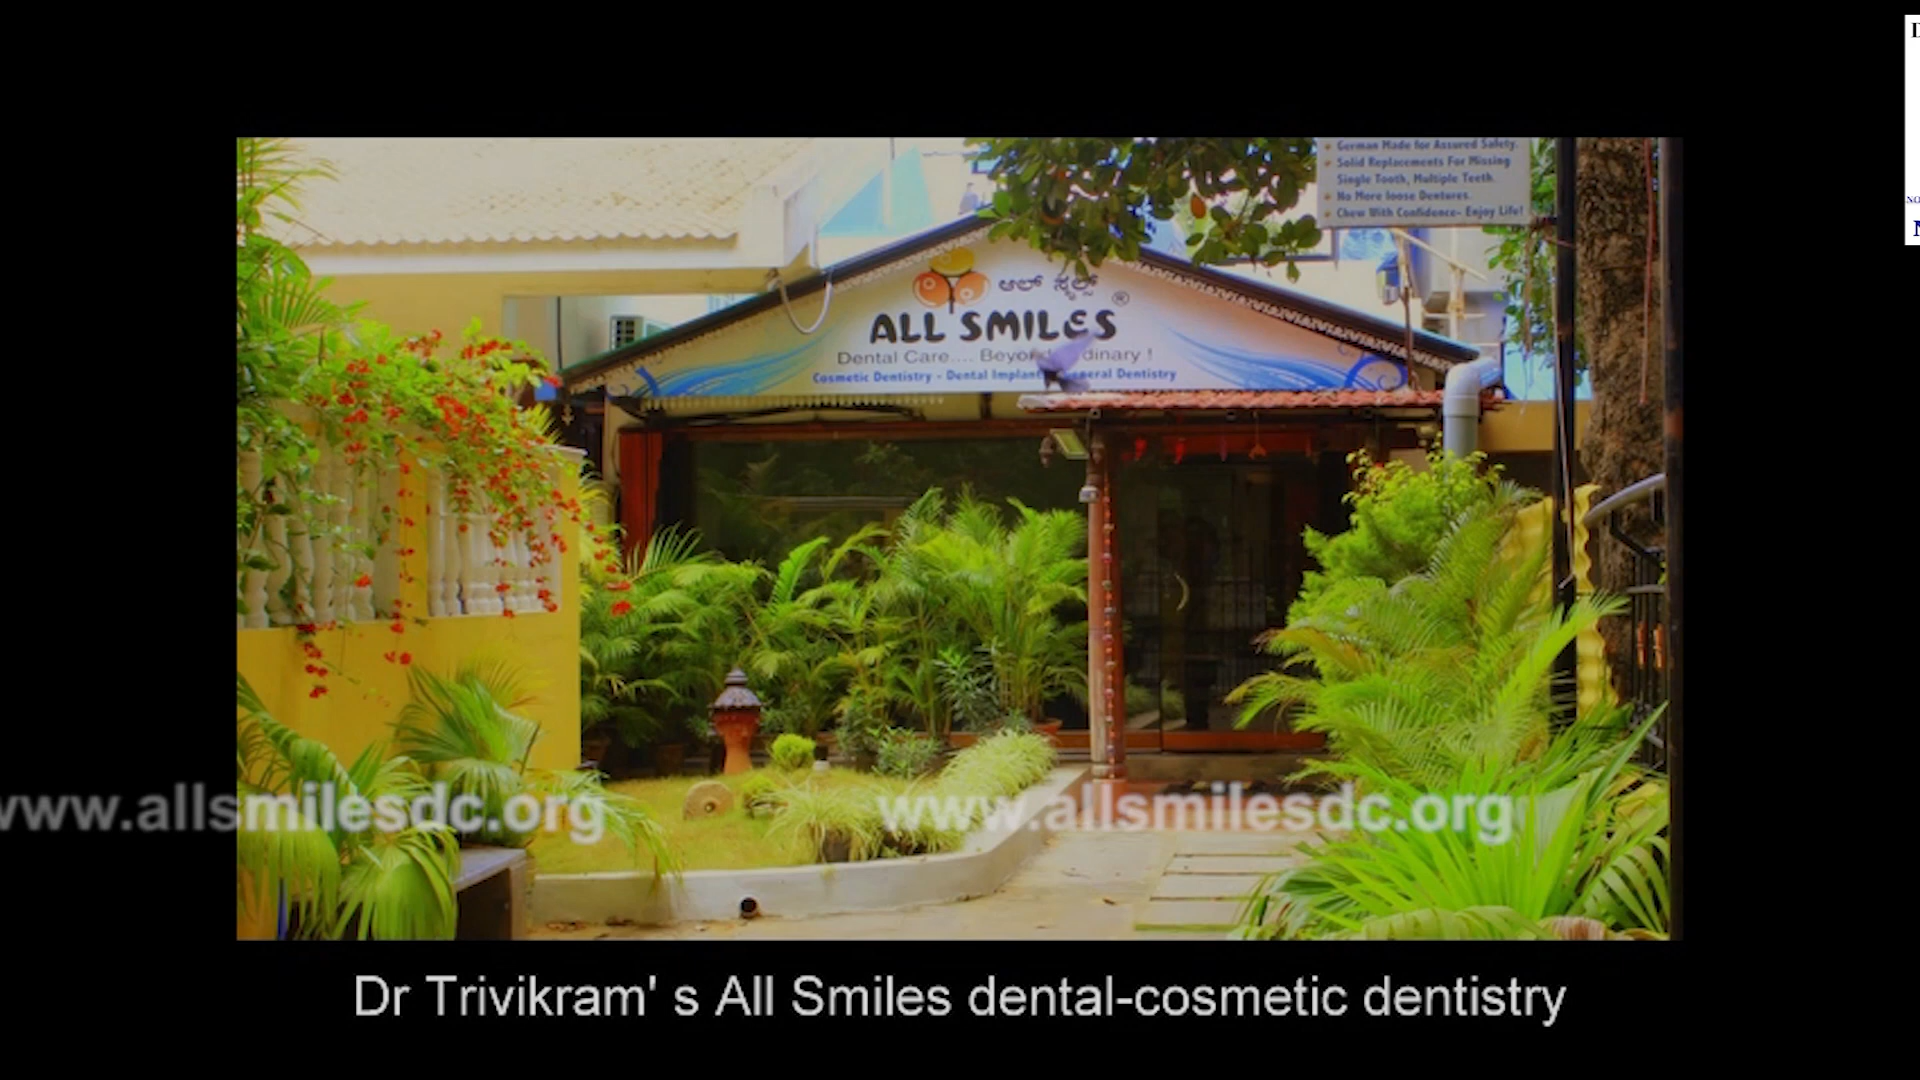 • German Made for Assured Safety.
• Solid Replacements For Missing
Single Tooth, Multiple Teeth.
• No More loose Dentures.
• Chew With Confidence- Enjoy Life!
ಆಲ್ ಸ್ಮೈಲ್ಸ್ ®
ALL SMILES
Dental Care.... !
Cosmetic Dentistry - Dental Dentistry
www.allsmilesdc.org www.allsmilesdc.org
Dr Trivikram' s All Smiles dental-cosmetic dentistry